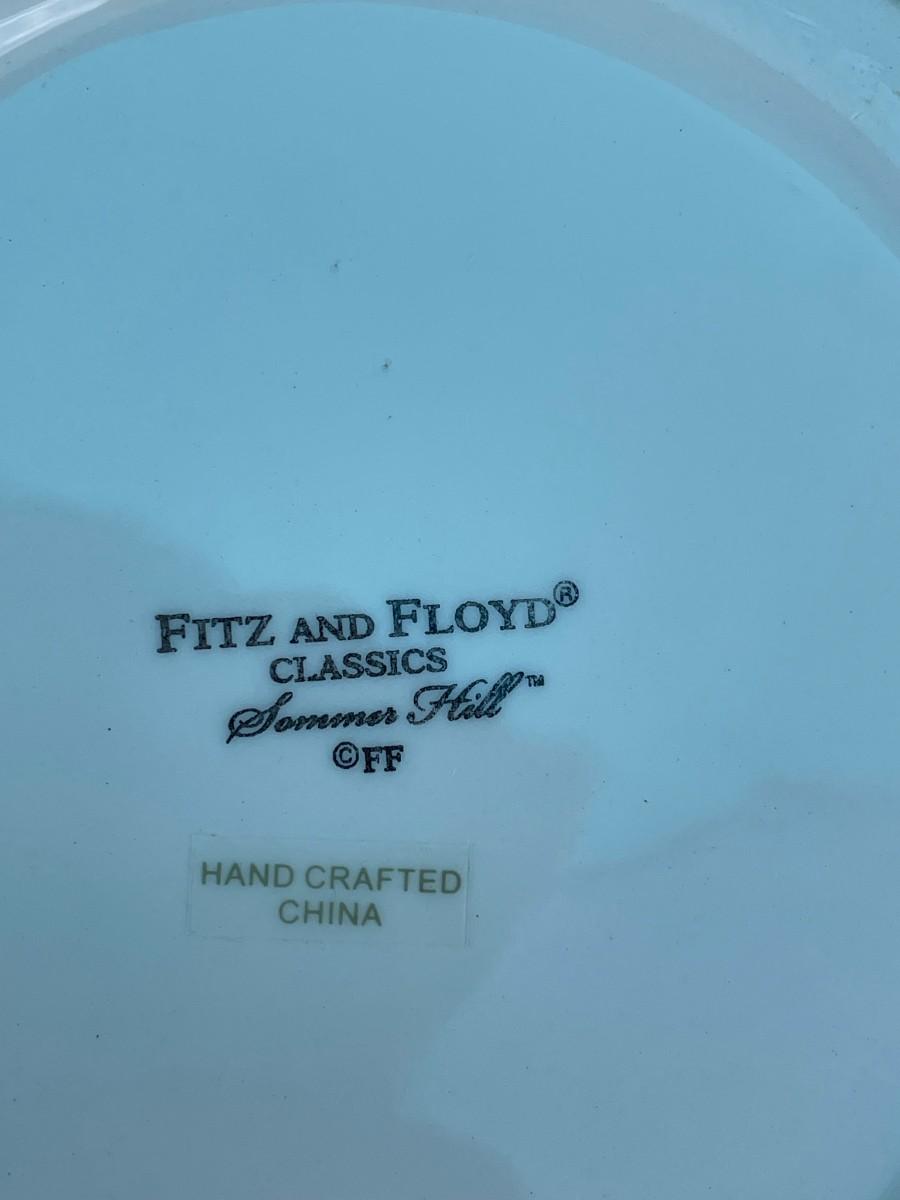 FITZ AND FLOYD®
CLASSICS
Sommer Hill™
©FF
HAND CRAFTED
CHINA